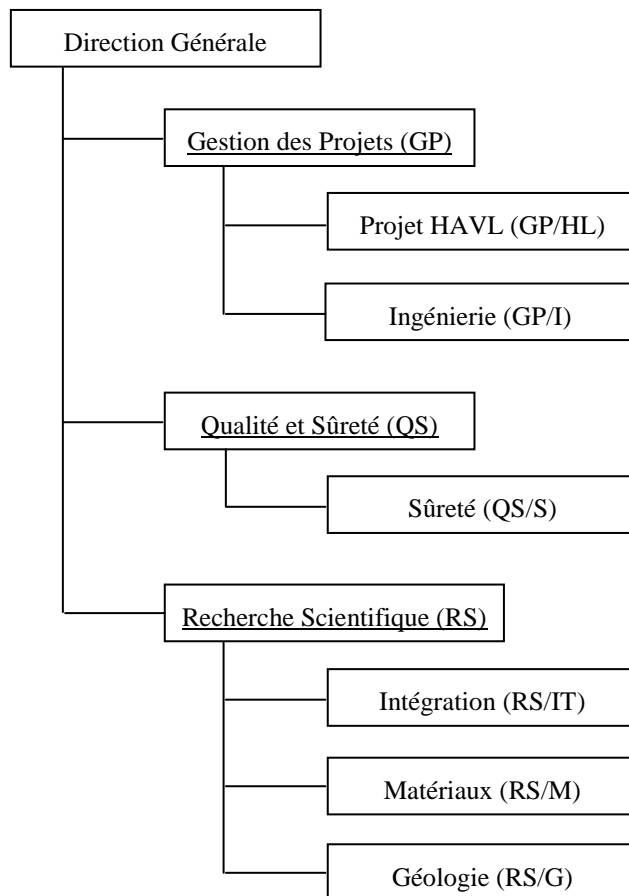 Direction Générale
Gestion des Projets (GP)
Projet HAVL (GP/HL)
Ingénierie (GP/I)
Qualité et Sûreté (QS)
Sûreté (QS/S)
Recherche Scientifique (RS)
Intégration (RS/IT)
Matériaux (RS/M)
Géologie (RS/G)